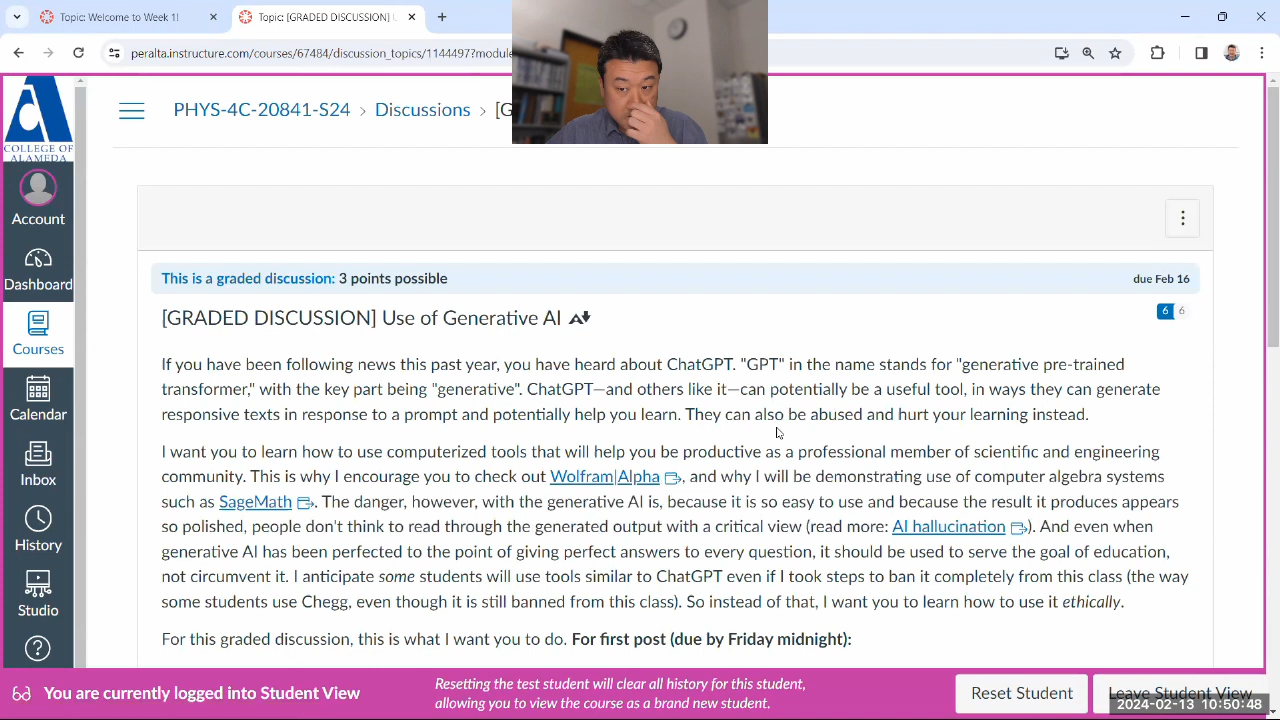 peralta.instructure.com/courses/67484/discussion_topics/1144497?module
COLLEGE OF
ALAMEDA
PHYS-4C-20841-S24 › Discussions › [G
Account
Dashboard
Courses
Calendar
Inbox
History
Studio
This is a graded discussion: 3 points possible
due Feb 16
[GRADED DISCUSSION] Use of Generative AI
6 6
If you have been following news this past year, you have heard about ChatGPT. "GPT" in the name stands for "generative pre-trained
transformer," with the key part being "generative". ChatGPT—and others like it—can potentially be a useful tool, in ways they can generate
responsive texts in response to a prompt and potentially help you learn. They can also be abused and hurt your learning instead.
I want you to learn how to use computerized tools that will help you be productive as a professional member of scientific and engineering
community. This is why I encourage you to check out Wolfram|Alpha, and why I will be demonstrating use of computer algebra systems
such as SageMath. The danger, however, with the generative AI is, because it is so easy to use and because the result it produces appears
so polished, people don't think to read through the generated output with a critical view (read more: AI hallucination). And even when
generative AI has been perfected to the point of giving perfect answers to every question, it should be used to serve the goal of education,
not circumvent it. I anticipate some students will use tools similar to ChatGPT even if I took steps to ban it completely from this class (the way
some students use Chegg, even though it is still banned from this class). So instead of that, I want you to learn how to use it ethically.
For this graded discussion, this is what I want you to do. For first post (due by Friday midnight):
You are currently logged into Student View
Resetting the test student will clear all history for this student,
allowing you to view the course as a brand new student.
Reset Student
Leave Student View
2024-02-13 10:50:48